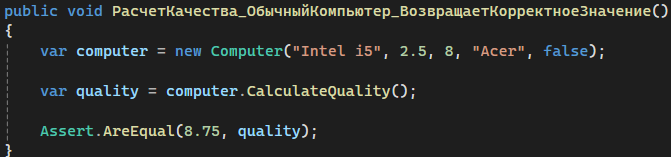 public void РасчетКачества_ОбычныйКомпьютер_ВозвращаетКорректноеЗначение()
{
var computer = new Computer("Intel i5", 2.5, 8, "Acer", false);
var quality = computer.CalculateQuality();
Assert.AreEqual(8.75, quality);
}